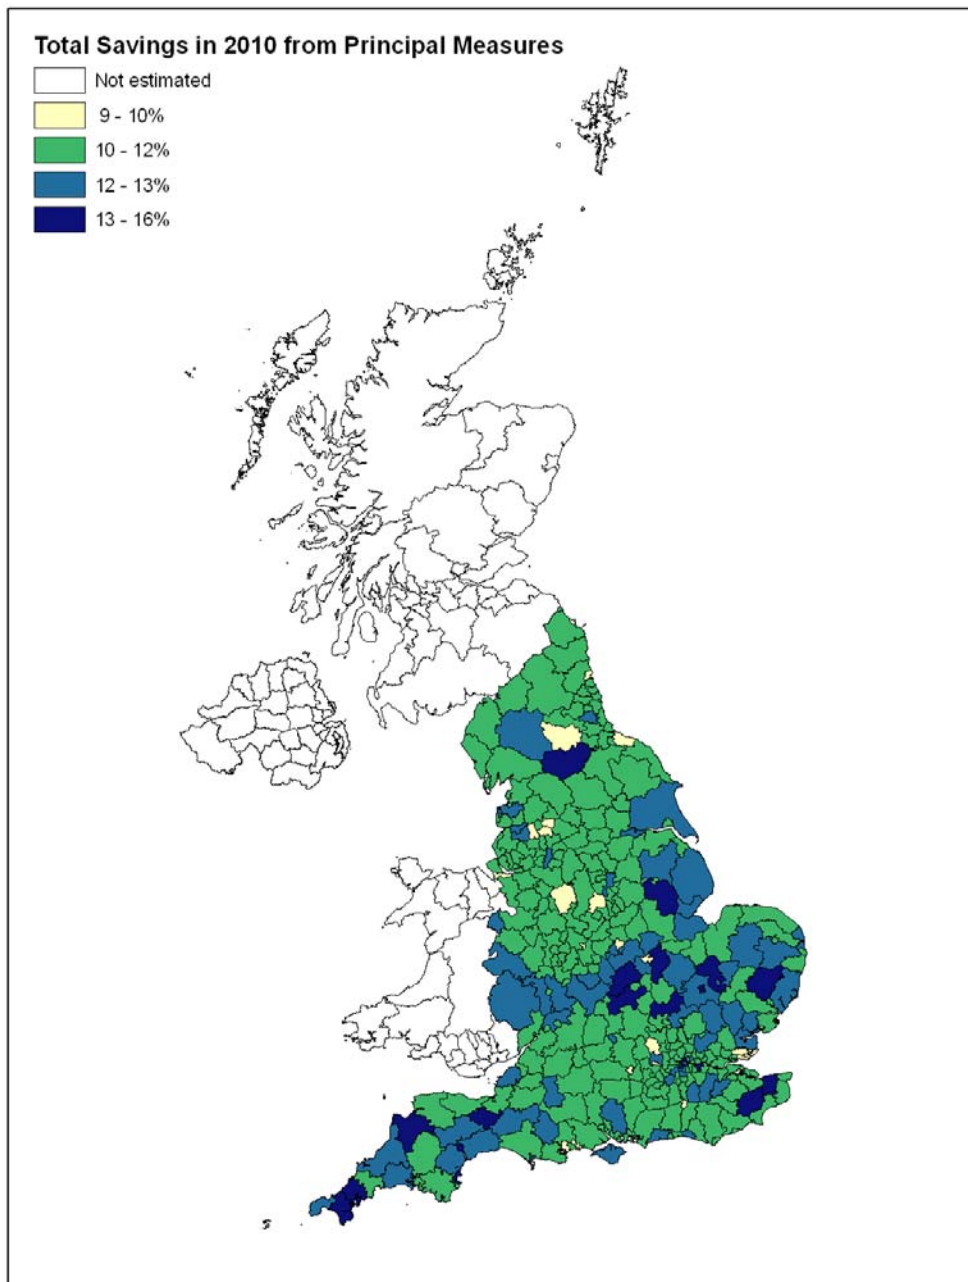 Total Savings in 2010 from Principal Measures
Not estimated
9 - 10%
10 - 12%
12 - 13%
13 - 16%